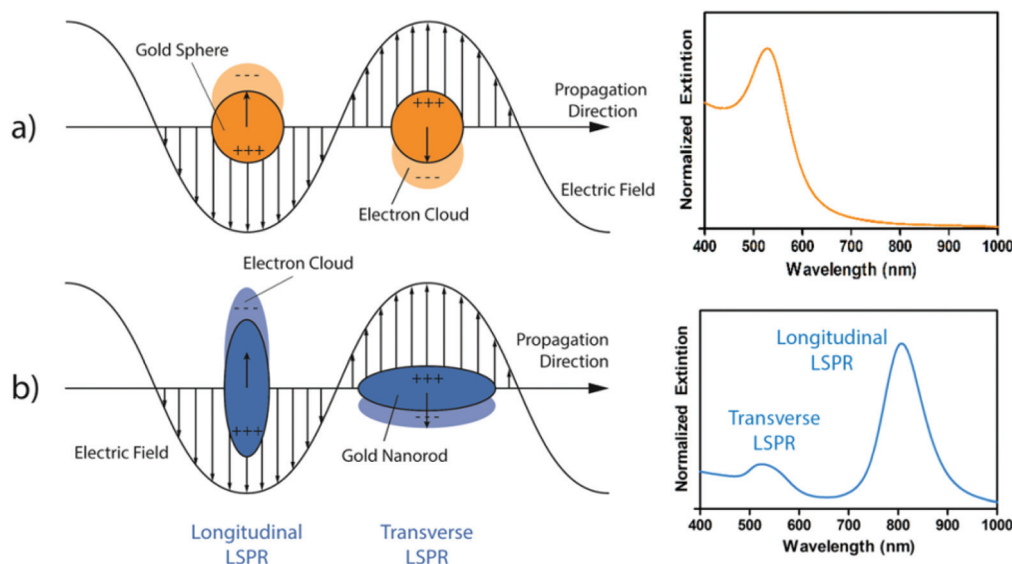 a)
Gold Sphere
- - -
+++
+++
- - -
Propagation
Direction
Electric Field
Electron Cloud
Normalized Extintion
400 500 600 700 800 900 1000
Wavelength (nm)
b)
Electron Cloud
- - -
+++
+++
- - -
Propagation
Direction
Electric Field
Gold Nanorod
Longitudinal
LSPR
Transverse
LSPR
Normalized Extintion
Longitudinal
LSPR
Transverse
LSPR
400 500 600 700 800 900 1000
Wavelength (nm)